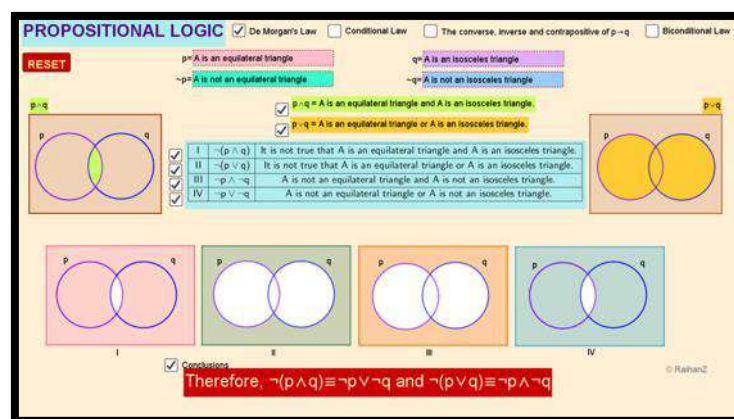 PROPOSITIONAL LOGIC De Morgan's Law Conditional Law The converse, inverse and contrapositive of p→q Biconditional Law
RESET
p= A is an equilateral triangle q= A is an isosceles triangle
¬p= A is not an equilateral triangle ¬q= A is not an isosceles triangle
p∧q p∧q = A is an equilateral triangle and A is an isosceles triangle. p∨q
p∨q = A is an equilateral triangle or A is an isosceles triangle.
p q p q
I ¬(p ∧ q) It is not true that A is an equilateral triangle and A is an isosceles triangle.
II ¬(p ∨ q) It is not true that A is an equilateral triangle or A is an isosceles triangle.
III ¬p ∧ ¬q A is not an equilateral triangle and A is not an isosceles triangle.
IV ¬p ∨ ¬q A is not an equilateral triangle or A is not an isosceles triangle.
p q p q p q p q
I II III IV
Conclusions © RaihanZ
Therefore, ¬(p∧q)≡¬p∨¬q and ¬(p∨q)≡¬p∧¬q